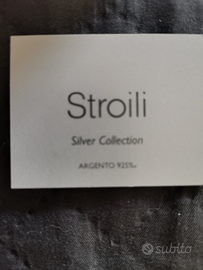 Stroili
Silver Collection
ARGENTO 925‰
subito